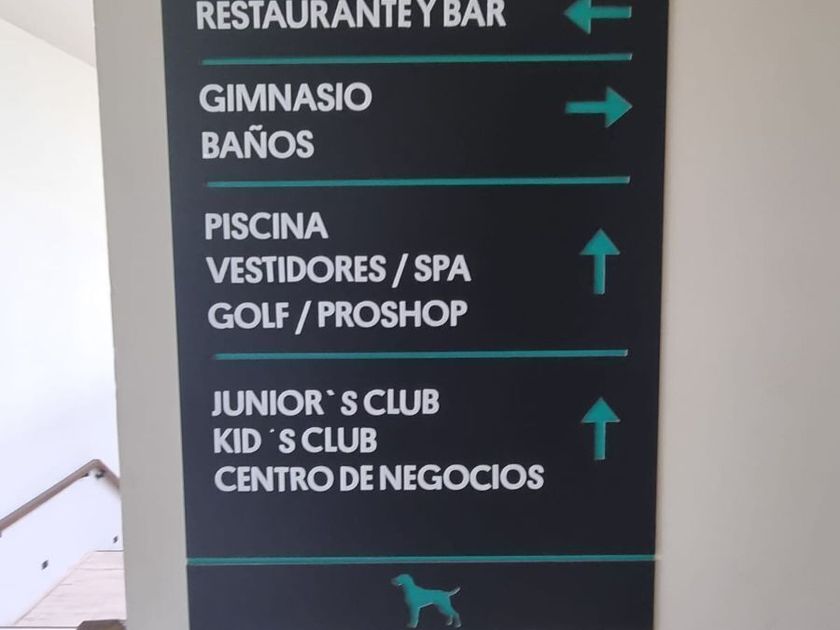 RESTAURANTE Y BAR
GIMNASIO
BAÑOS
PISCINA
VESTIDORES / SPA
GOLF / PROSHOP
JUNIOR`S CLUB
KID ´S CLUB
CENTRO DE NEGOCIOS